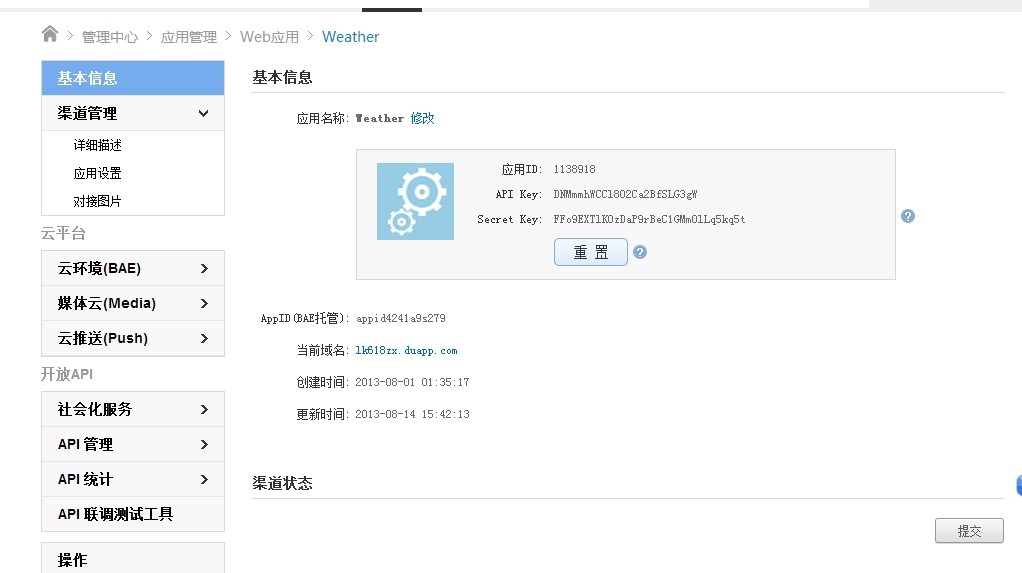 管理中心 > 应用管理 > Web应用 > Weather
基本信息
渠道管理
详细描述
应用设置
对接图片
云平台
云环境(BAE)
媒体云(Media)
云推送(Push)
开放API
社会化服务
API 管理
API 统计
API 联调测试工具
操作
基本信息
应用名称: Weather 修改
应用ID: 1138918
API Key: DNMmmhWCCl8O2Ca2BfSLG3gW
Secret Key: FFo9EXTlKOzDaP9rBeC1GMmOlLq5kq5t
重 置
AppID(BAE托管): appid4241a9s279
当前域名: lk618zx.duapp.com
创建时间: 2013-08-01 01:35:17
更新时间: 2013-08-14 15:42:13
渠道状态
提交